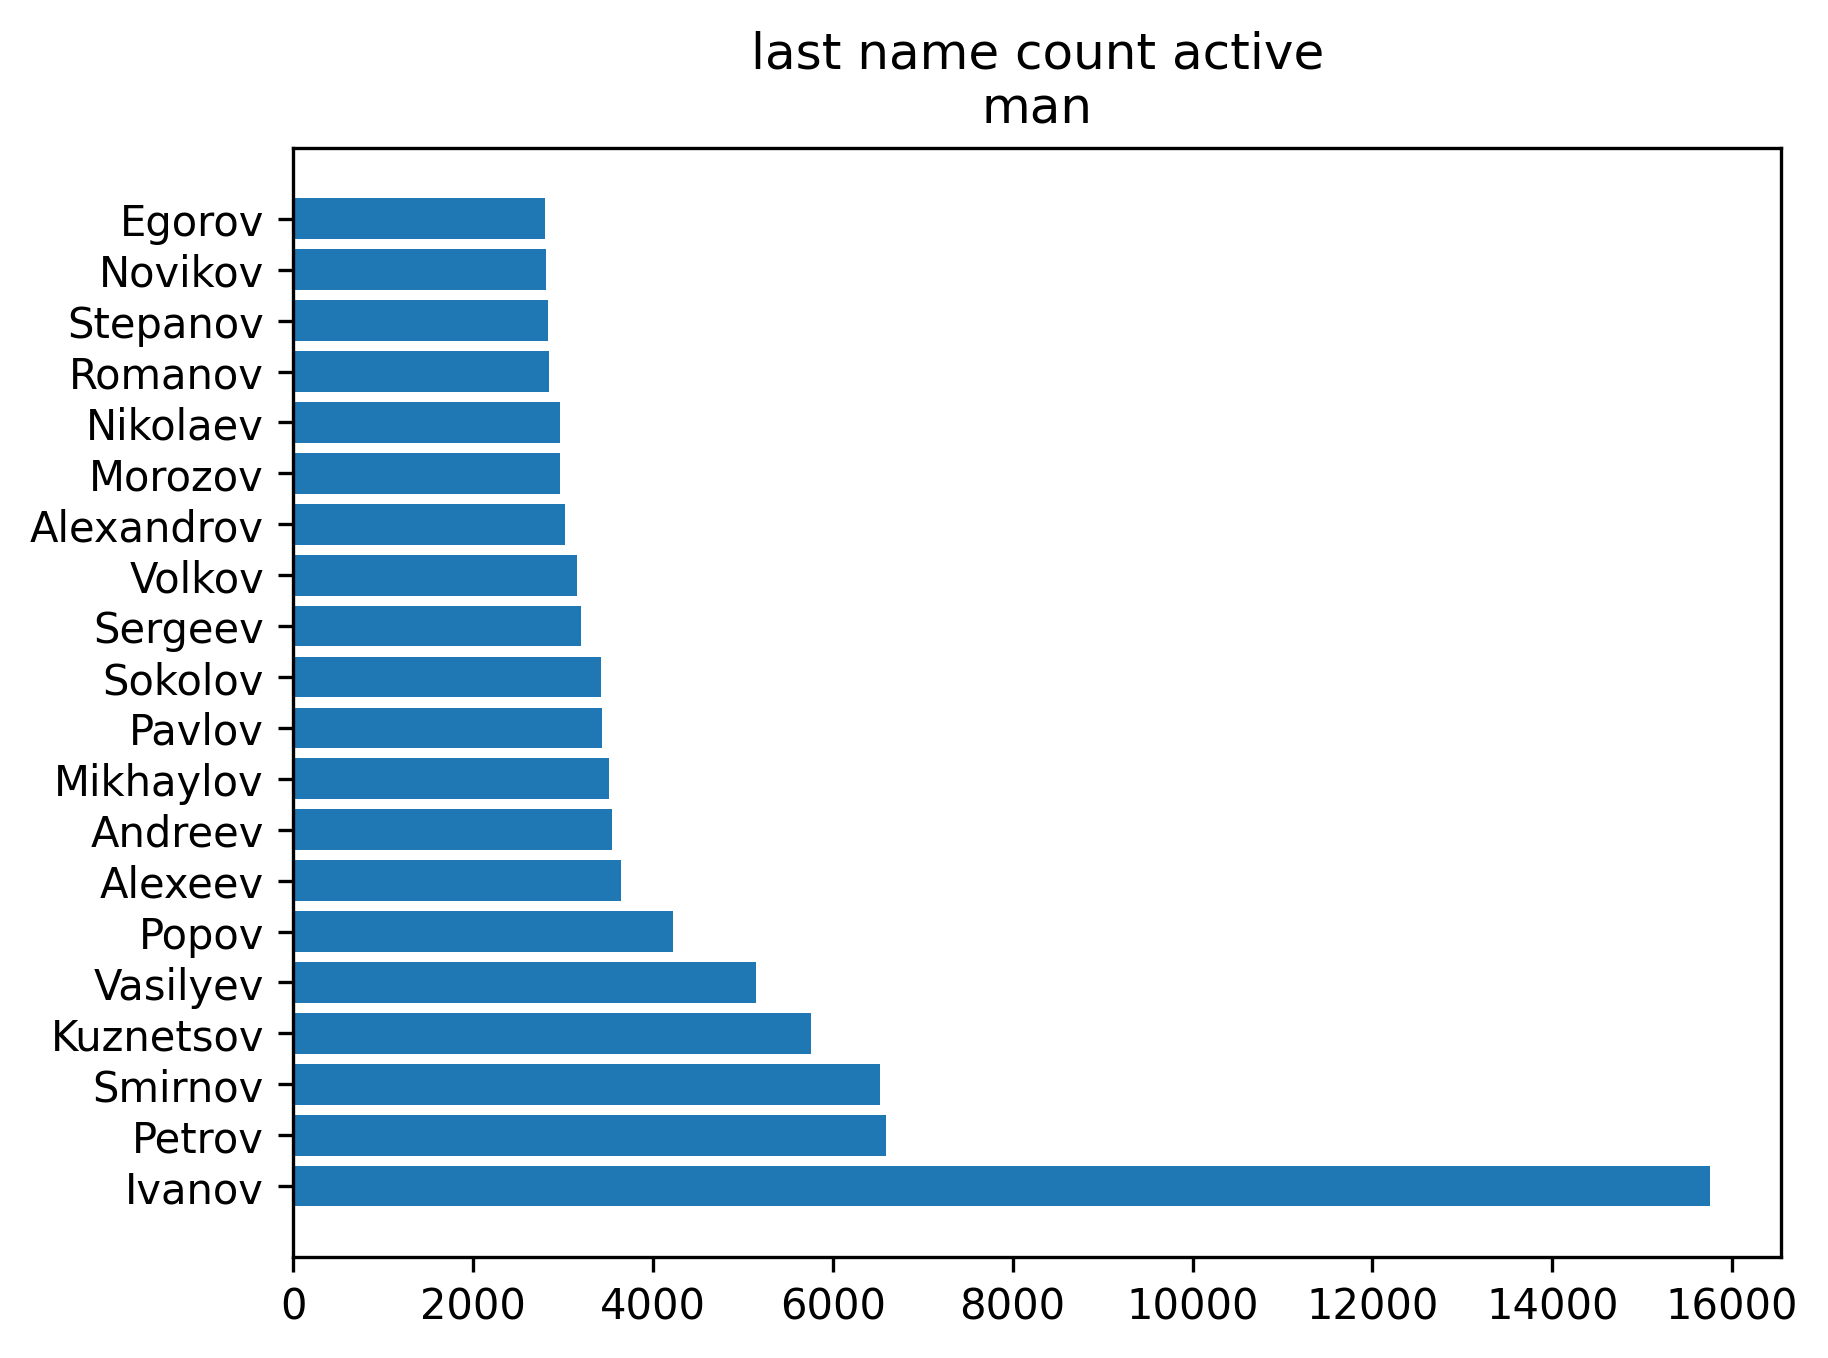 last name count active
man
Egorov
Novikov
Stepanov
Romanov
Nikolaev
Morozov
Alexandrov
Volkov
Sergeev
Sokolov
Pavlov
Mikhaylov
Andreev
Alexeev
Popov
Vasilyev
Kuznetsov
Smirnov
Petrov
Ivanov
0 2000 4000 6000 8000 10000 12000 14000 16000